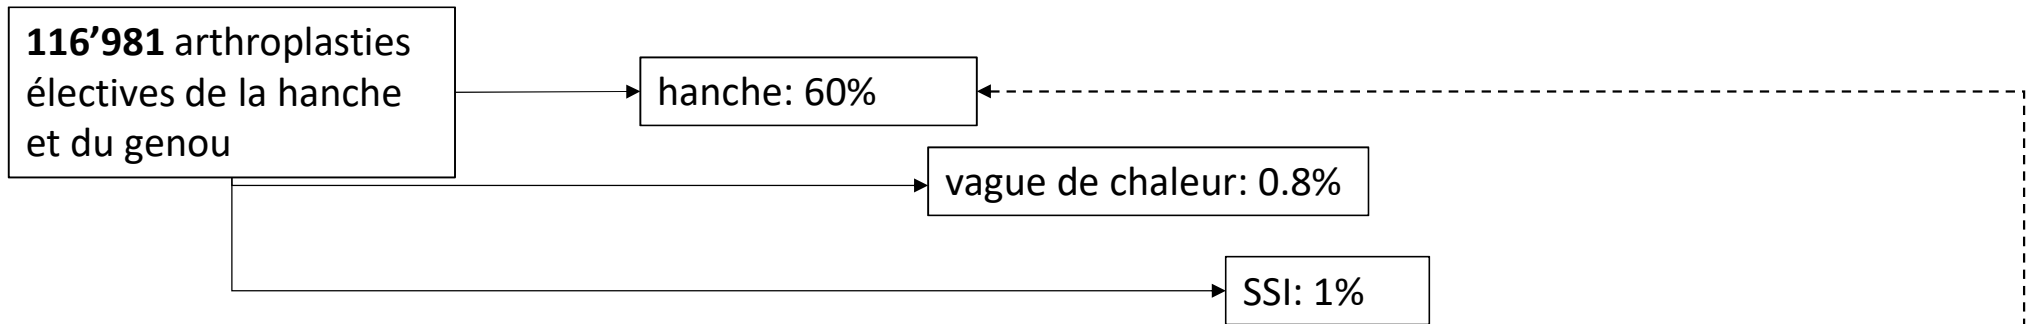 116’981 arthroplasties
électives de la hanche
et du genou
hanche: 60%
vague de chaleur: 0.8%
SSI: 1%